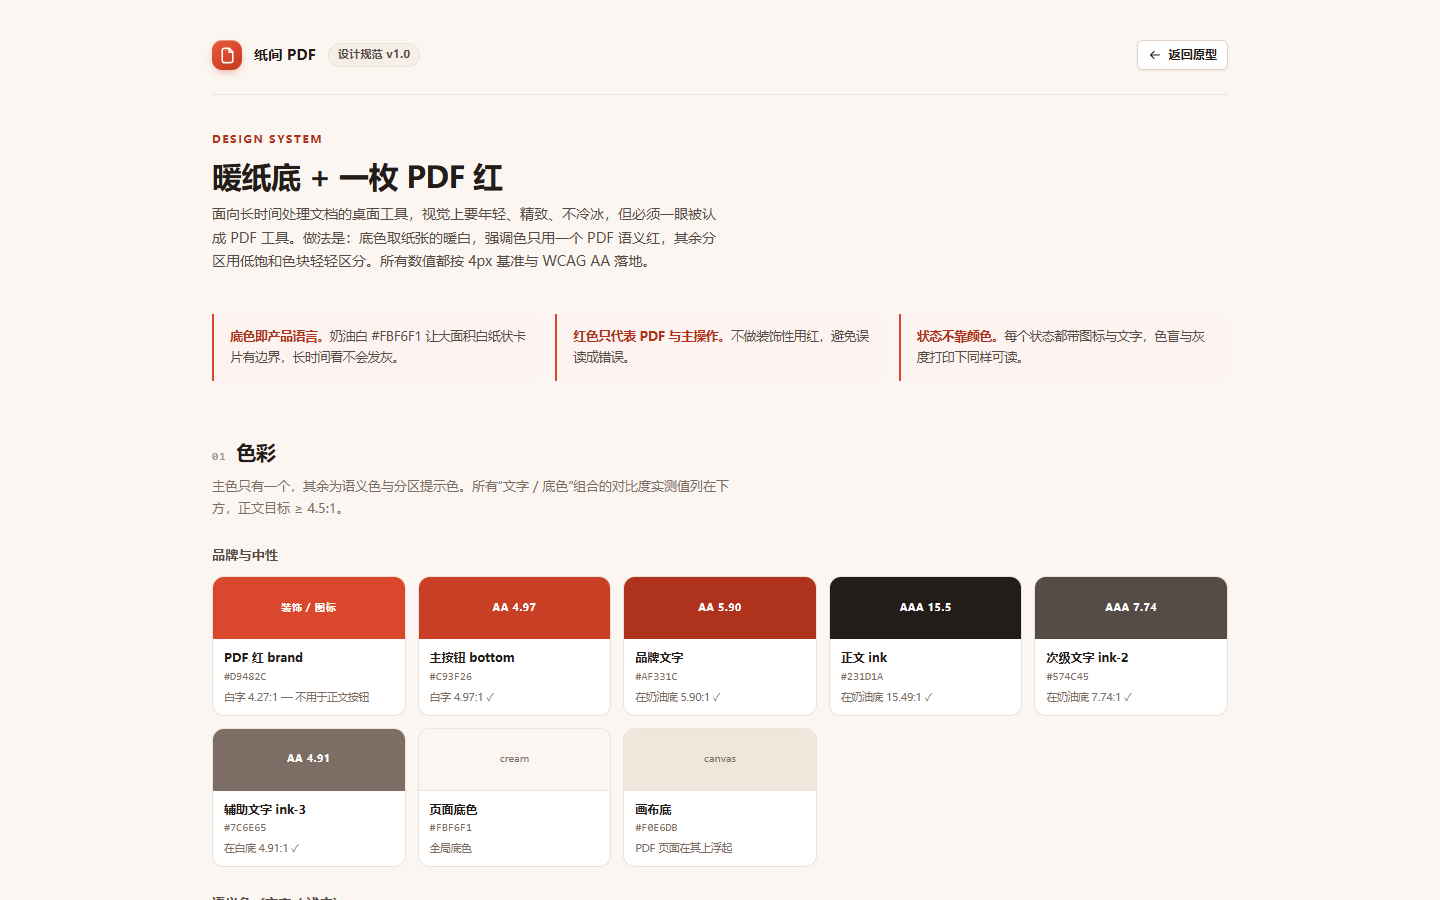 纸间 PDF
设计规范 v1.0
← 返回原型
DESIGN SYSTEM
暖纸底 + 一枚 PDF 红
面向长时间处理文档的桌面工具，视觉上要年轻、精致、不冷冰，但必须一眼被认
成 PDF 工具。做法是：底色取纸张的暖白，强调色只用一个 PDF 语义红，其余分
区用低饱和色块轻轻区分。所有数值都按 4px 基准与 WCAG AA 落地。
底色即产品语言。奶油白 #FBF6F1 让大面积白纸状卡
片有边界，长时间看不会发灰。
红色只代表 PDF 与主操作。不做装饰性用红，避免误
读成错误。
状态不靠颜色。每个状态都带图标与文字，色盲与灰
度打印下同样可读。
01 色彩
主色只有一个，其余为语义色与分区提示色。所有“文字 / 底色”组合的对比度实测值列在下
方，正文目标 ≥ 4.5:1。
品牌与中性
装饰 / 图标
PDF 红 brand
#D9482C
白字 4.27:1 — 不用于正文按钮
AA 4.97
主按钮 bottom
#C93F26
白字 4.97:1 ✓
AA 5.90
品牌文字
#AF331C
在奶油底 5.90:1 ✓
AAA 15.5
正文 ink
#231D1A
在奶油底 15.49:1 ✓
AAA 7.74
次级文字 ink-2
#574C45
在奶油底 7.74:1 ✓
AA 4.91
辅助文字 ink-3
#7C6E65
在白底 4.91:1 ✓
cream
页面底色
#FBF6F1
全局底色
canvas
画布底
#F0E6DB
PDF 页面在其上浮起